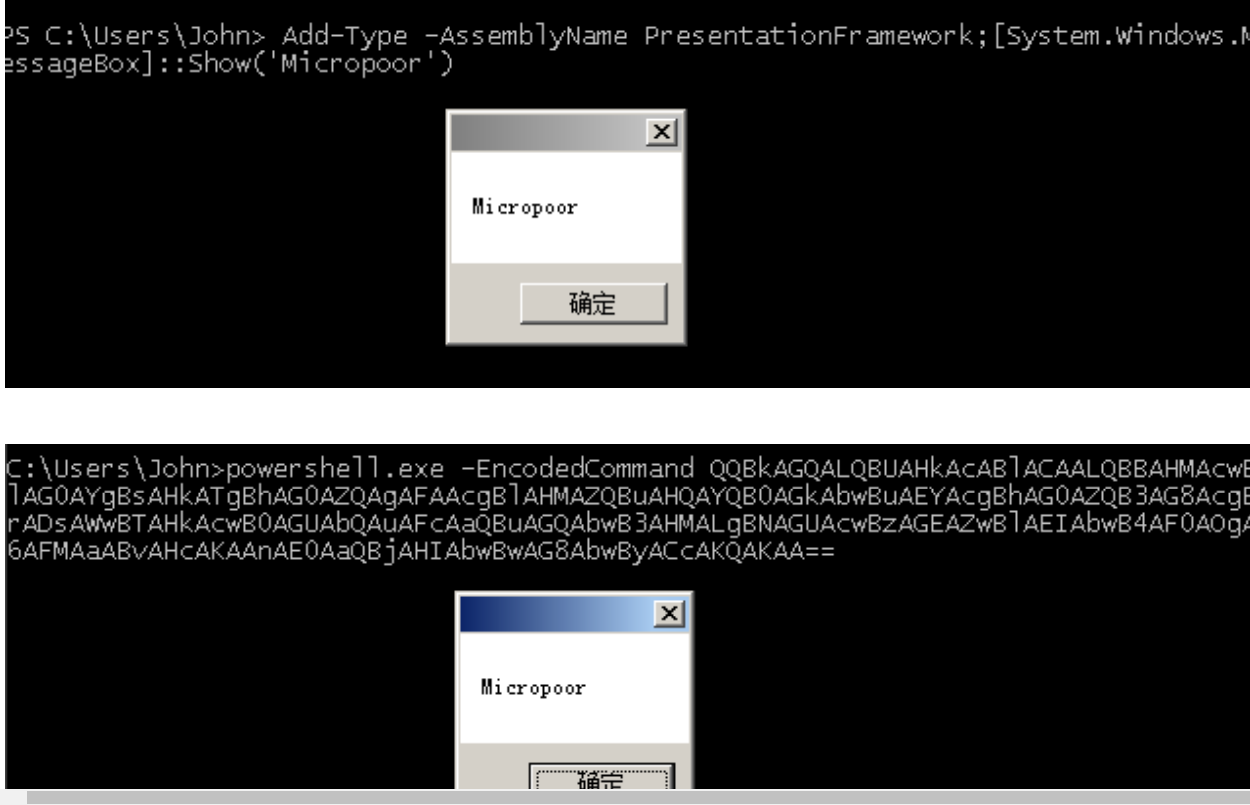 PS C:\Users\John> Add-Type -AssemblyName PresentationFramework;[System.Windows.M
essageBox]::Show('Micropoor')
Micropoor
确定
C:\Users\John>powershell.exe -EncodedCommand QQBkAGQALQBUAHkAcABlACAALQBBAHMAcwB
lAG0AYgBsAHkATgBhAG0AZQAgAFAAcgBlAHMAZQBuAHQAYQB0AGkAbwBuAEYAcgBhAG0AZQB3AG8AcgB
rADsAWwBTAHkAcwB0AGUAbQAuAFcAaQBuAGQAbwB3AHMALgBNAGUAcwBzAGEAZwBlAEIAbwB4AF0AOgA
6AFMAaABvAHcAKAAnAE0AaQBjAHIAbwBwAG8AbwByACcAKQAKAA==
Micropoor
确定